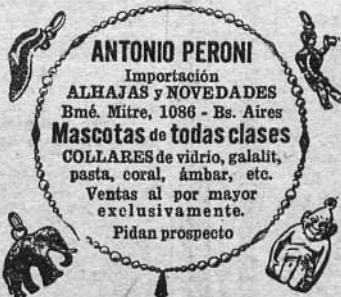 ANTONIO PERONI
Importación
ALHAJAS y NOVEDADES
Bmé. Mitre, 1086 - Bs. Aires
Mascotas de todas clases
COLLARES de vidrio, galalit,
pasta, coral, ámbar, etc.
Ventas al por mayor
exclusivamente.
Pidan prospecto